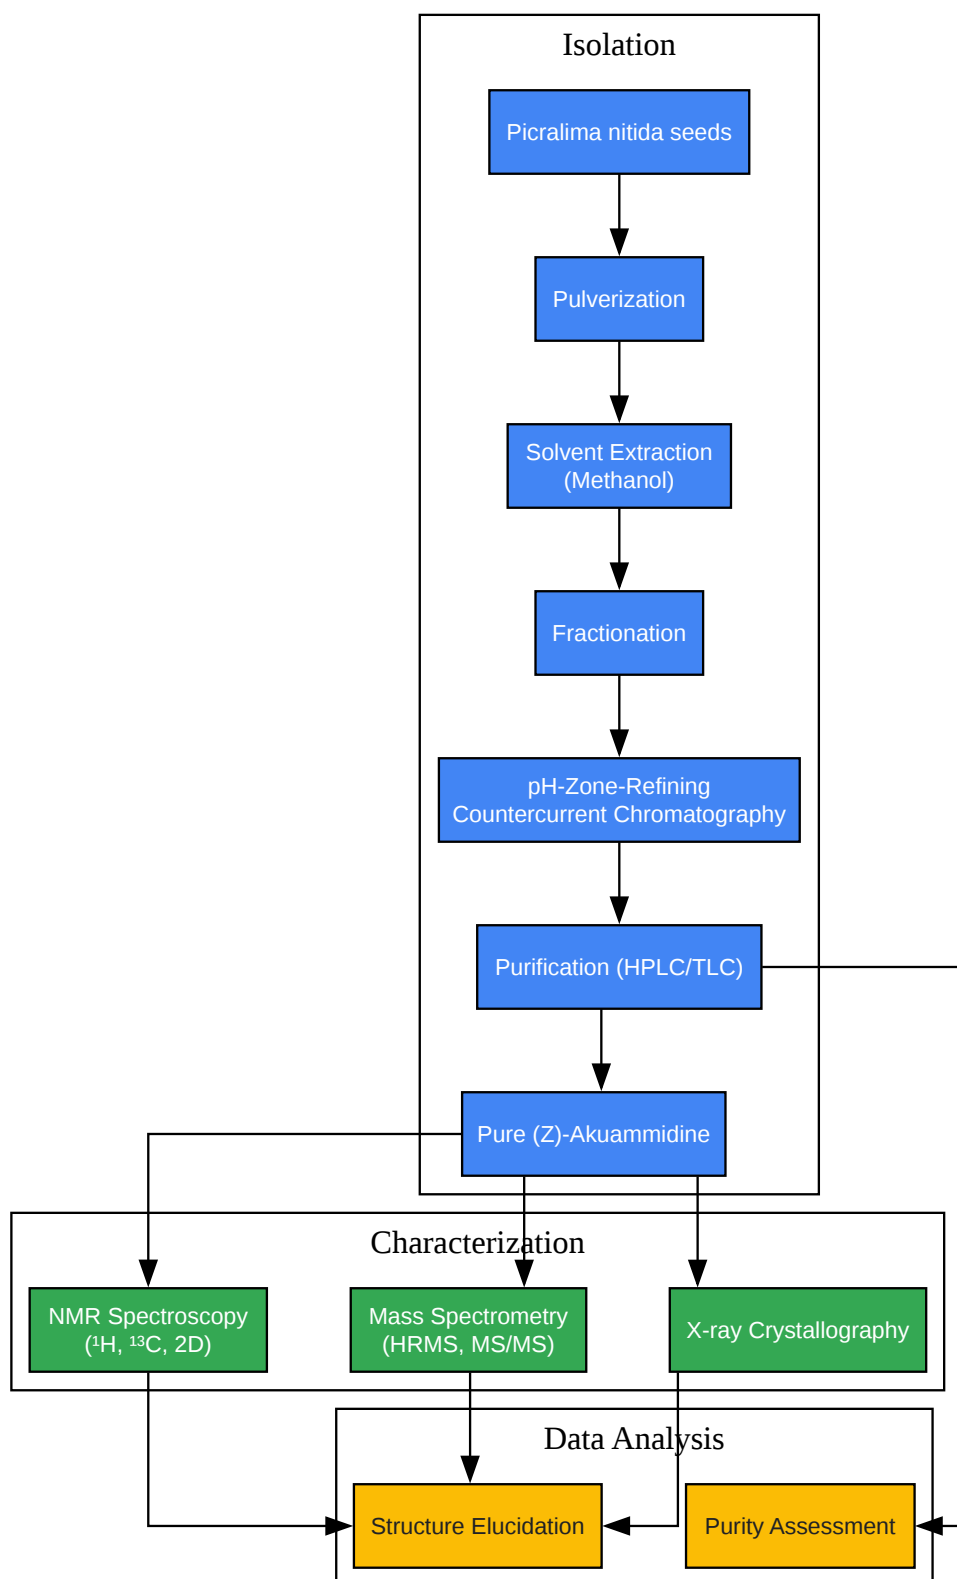 Isolation
Picralima nitida seeds
Pulverization
Solvent Extraction
(Methanol)
Fractionation
pH-Zone-Refining
Countercurrent Chromatography
Purification (HPLC/TLC)
Pure (Z)-Akuammidine
Characterization
NMR Spectroscopy
(¹H, ¹³C, 2D)
Mass Spectrometry
(HRMS, MS/MS)
X-ray Crystallography
Data Analysis
Structure Elucidation
Purity Assessment